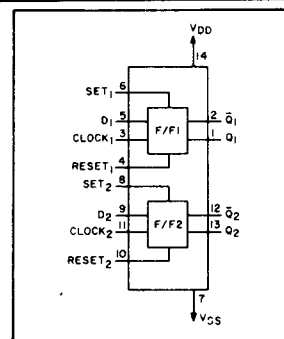 VDD
14
SET1 6
D1 5 F/F1 2 Q̅1
CLOCK1 3 1 Q1
RESET1 4
SET2 8
D2 9 F/F2 12 Q̅2
CLOCK2 11 13 Q2
RESET2 10
7
VSS